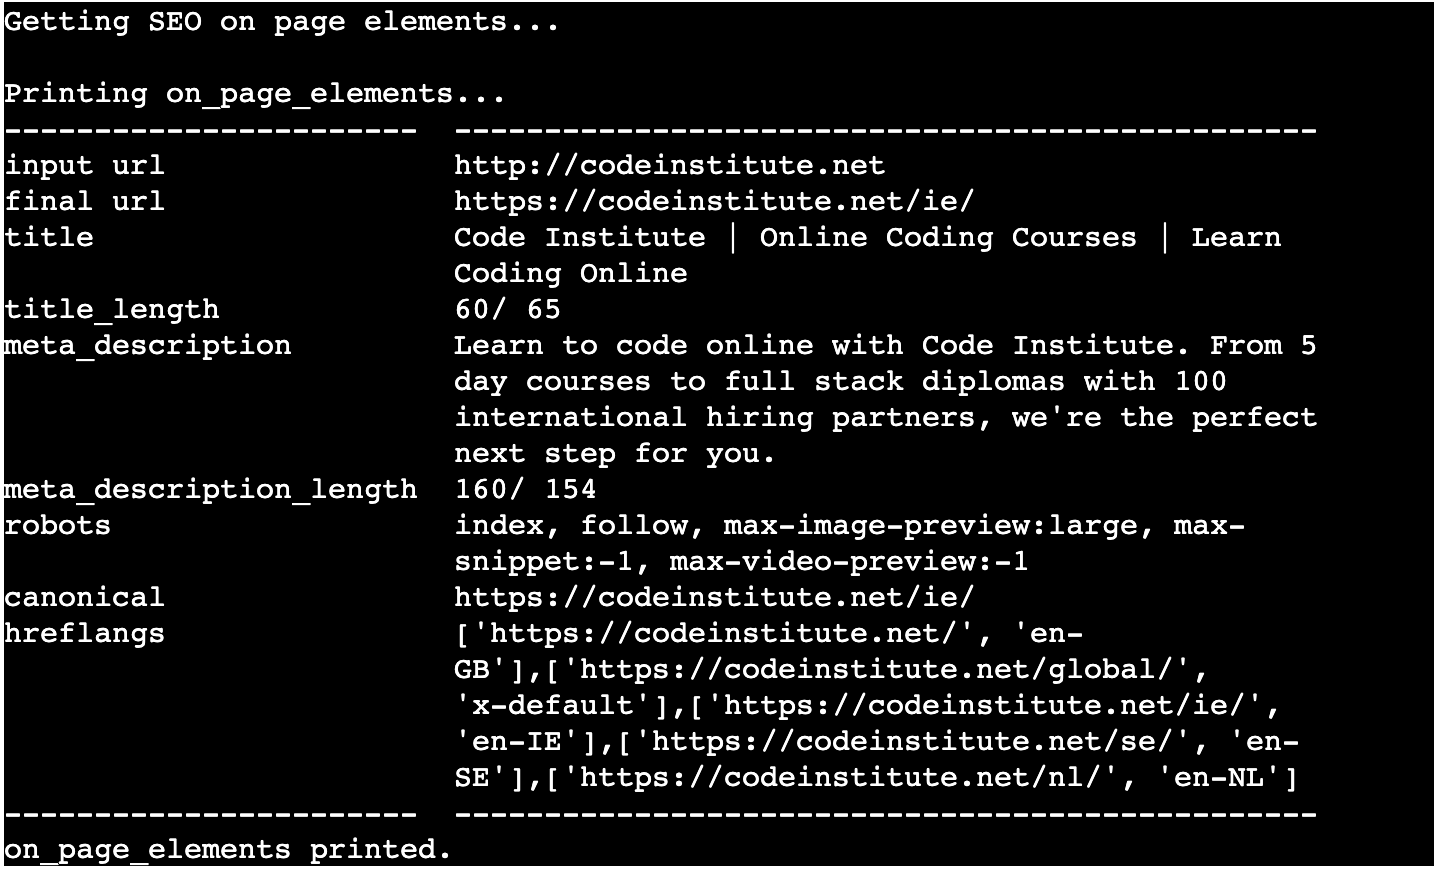 Getting SEO on page elements...
Printing on_page_elements...
-----------------------  ------------------------------------------------
input url                http://codeinstitute.net
final url                https://codeinstitute.net/ie/
title                    Code Institute | Online Coding Courses | Learn
                         Coding Online
title_length             60/ 65
meta_description         Learn to code online with Code Institute. From 5
                         day courses to full stack diplomas with 100
                         international hiring partners, we're the perfect
                         next step for you.
meta_description_length  160/ 154
robots                   index, follow, max-image-preview:large, max-
                         snippet:-1, max-video-preview:-1
canonical                https://codeinstitute.net/ie/
hreflangs                ['https://codeinstitute.net/', 'en-
                         GB'],['https://codeinstitute.net/global/',
                         'x-default'],['https://codeinstitute.net/ie/',
                         'en-IE'],['https://codeinstitute.net/se/', 'en-
                         SE'],['https://codeinstitute.net/nl/', 'en-NL']
-----------------------  ------------------------------------------------
on_page_elements printed.